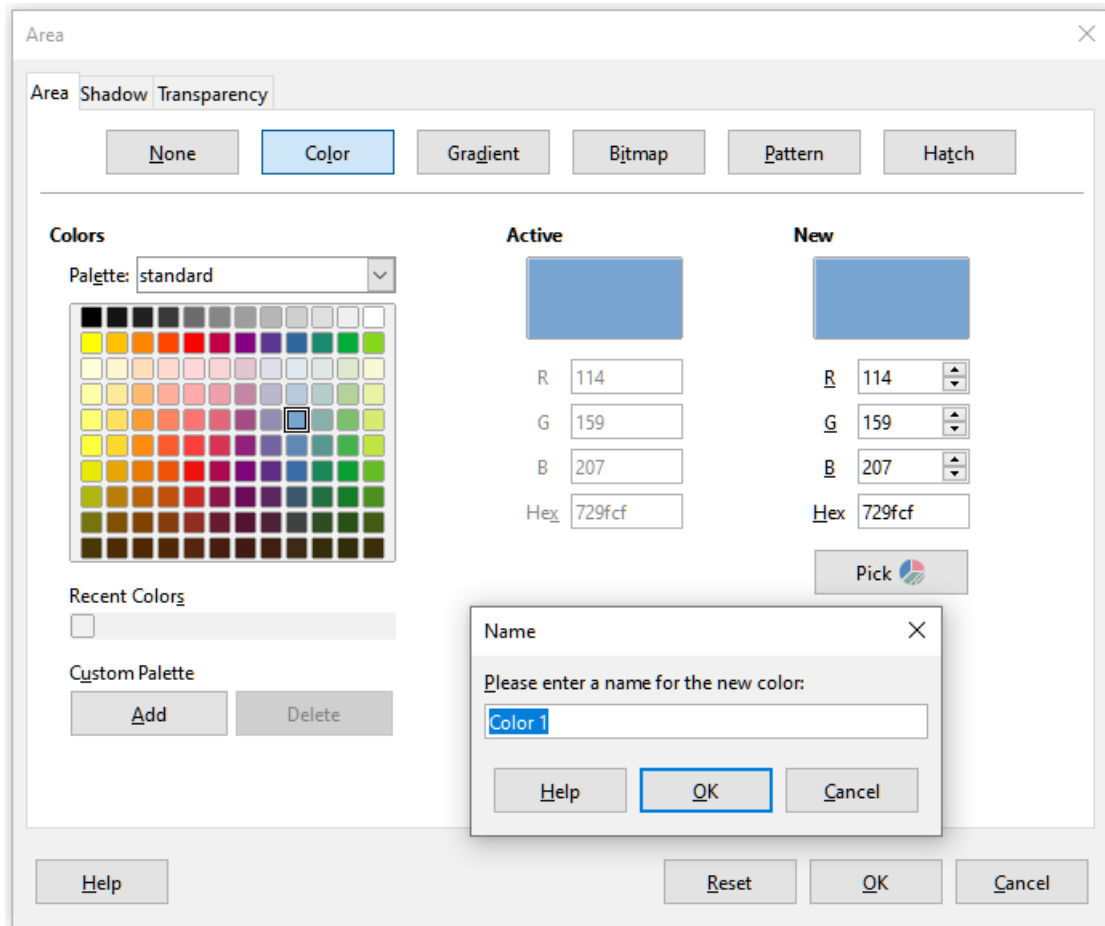 Area
Area Shadow Transparency
None Color Gradient Bitmap Pattern Hatch
Colors Active New
Palette: standard
R 114 R 114
G 159 G 159
B 207 B 207
Hex 729fcf Hex 729fcf
Pick
Recent Colors
Custom Palette
Add Delete
Name
Please enter a name for the new color:
Color 1
Help OK Cancel
Help Reset OK Cancel